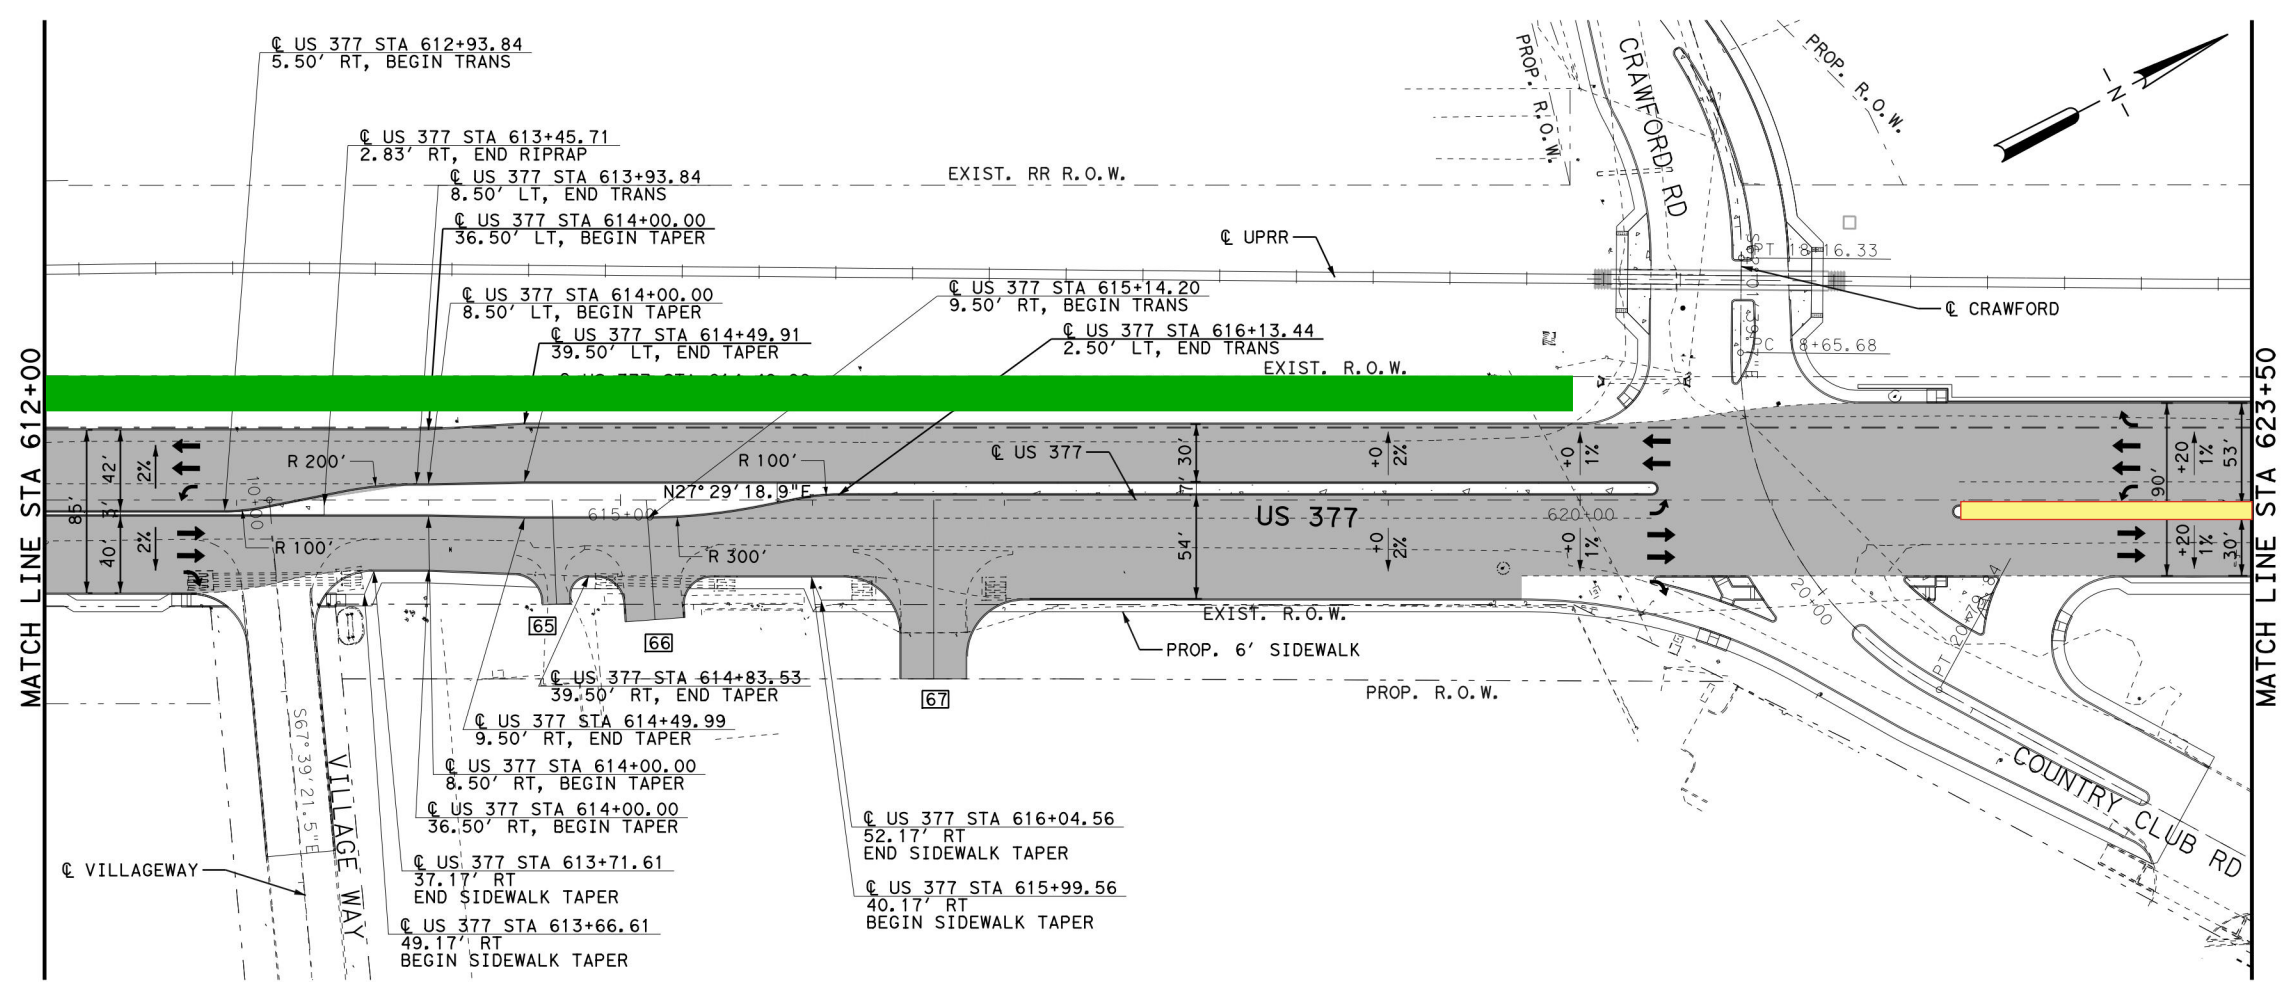 ℄ US 377 STA 612+93.84
5.50' RT, BEGIN TRANS
℄ US 377 STA 613+45.71
2.83' RT, END RIPRAP
℄ US 377 STA 613+93.84
8.50' LT, END TRANS
℄ US 377 STA 614+00.00
36.50' LT, BEGIN TAPER
℄ US 377 STA 614+00.00
8.50' LT, BEGIN TAPER
℄ US 377 STA 614+49.91
39.50' LT, END TAPER
℄ US 377 STA 615+14.20
9.50' RT, BEGIN TRANS
℄ US 377 STA 616+13.44
2.50' LT, END TRANS
EXIST. RR R.O.W.
℄ UPRR
EXIST. R.O.W.
PROP. R.O.W.
CRAWFORD RD
PROP. R.O.W.
N
PT 18+16.33
℄ CRAWFORD
PC 18+65.68
MATCH LINE STA 612+00
MATCH LINE STA 623+50
85'
42'
3'
40'
2%
2%
10+00
R 200'
R 100'
R 100'
R 300'
N27°29'18.9"E
615+00
℄ US 377
US 377
30'
7'
54'
+0
2%
+0
2%
+0
1%
+0
1%
620+00
90'
+20
1%
+20
1%
53'
30'
65
66
67
EXIST. R.O.W.
PROP. 6' SIDEWALK
PROP. R.O.W.
20+00
COUNTRY CLUB RD
℄ US 377 STA 614+83.53
39.50' RT, END TAPER
℄ US 377 STA 614+49.99
9.50' RT, END TAPER
℄ US 377 STA 614+00.00
8.50' RT, BEGIN TAPER
℄ US 377 STA 614+00.00
36.50' RT, BEGIN TAPER
℄ US 377 STA 613+71.61
37.17' RT
END SIDEWALK TAPER
℄ US 377 STA 613+66.61
49.17' RT
BEGIN SIDEWALK TAPER
℄ US 377 STA 616+04.56
52.17' RT
END SIDEWALK TAPER
℄ US 377 STA 615+99.56
40.17' RT
BEGIN SIDEWALK TAPER
℄ VILLAGEWAY
S67°39'21.5"E
VILLAGE WAY